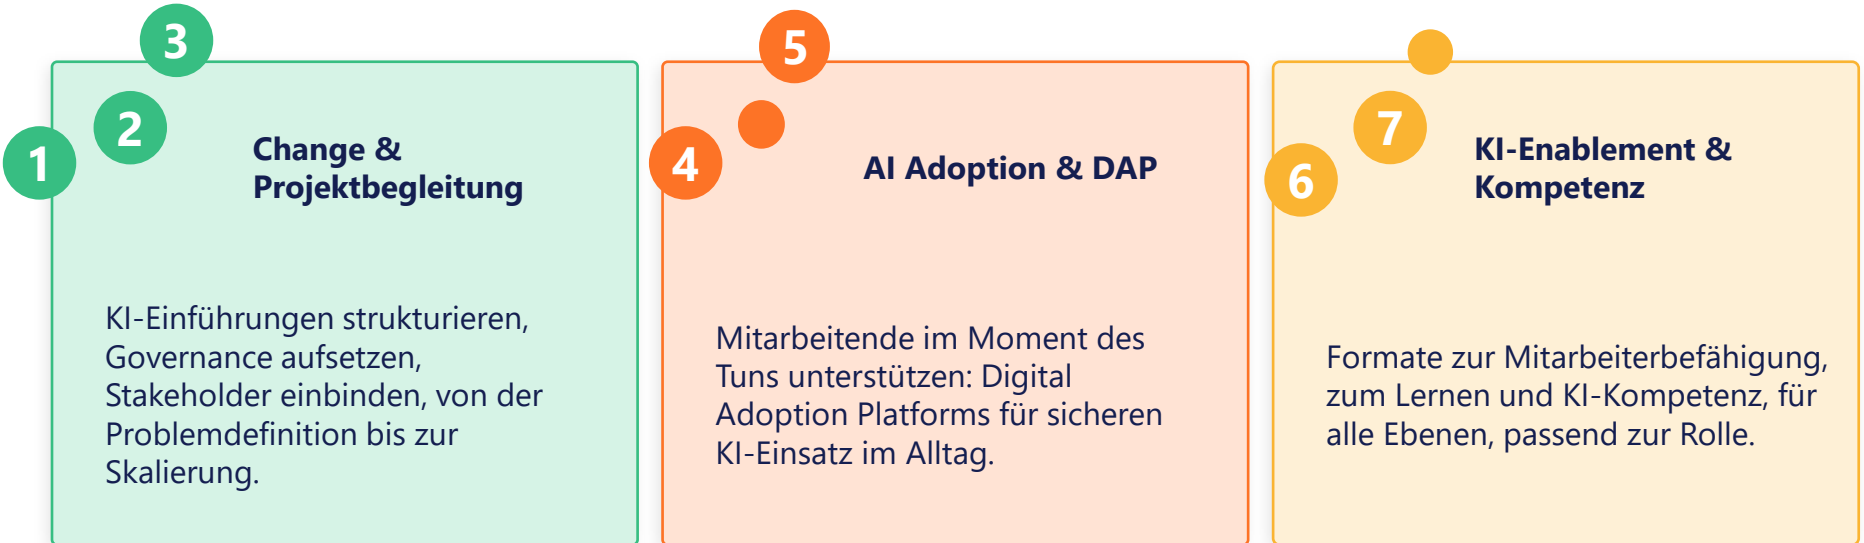 3
2
1
Change &
Projektbegleitung
KI-Einführungen strukturieren,
Governance aufsetzen,
Stakeholder einbinden, von der
Problemdefinition bis zur
Skalierung.
5
4
AI Adoption & DAP
Mitarbeitende im Moment des
Tuns unterstützen: Digital
Adoption Platforms für sicheren
KI-Einsatz im Alltag.
7
6
KI-Enablement &
Kompetenz
Formate zur Mitarbeiterbefähigung,
zum Lernen und KI-Kompetenz, für
alle Ebenen, passend zur Rolle.